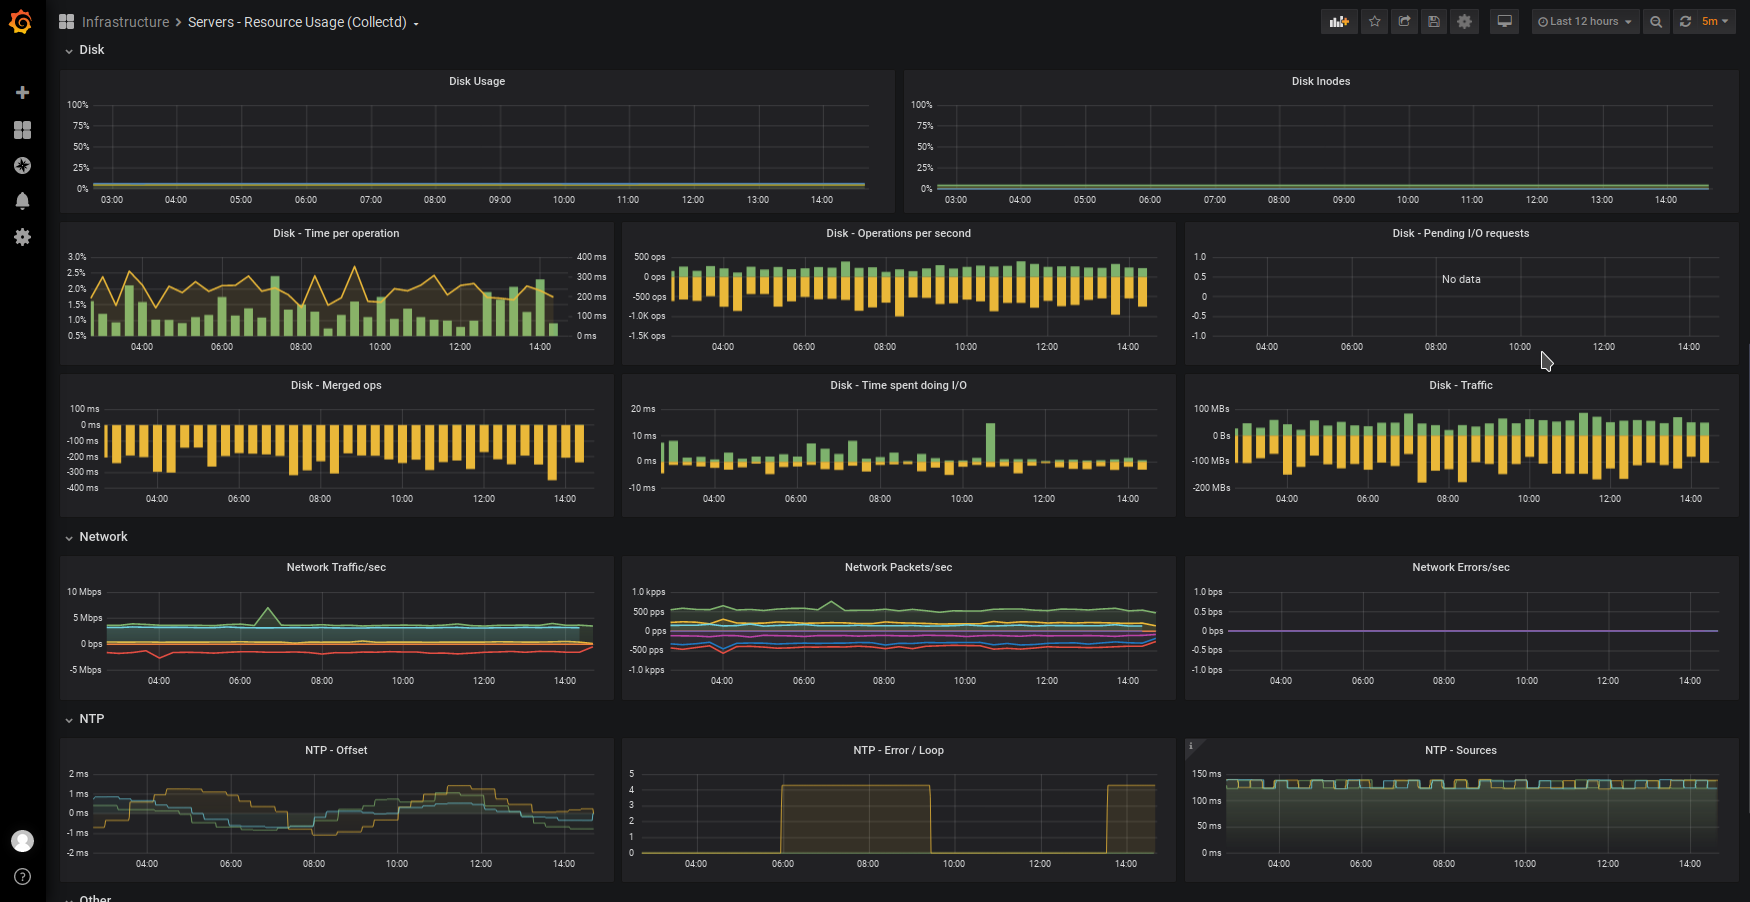 Infrastructure > Servers - Resource Usage (Collectd)
Last 12 hours
5m
Disk
Disk Usage
100%
75%
50%
25%
0%
03:00 04:00 05:00 06:00 07:00 08:00 09:00 10:00 11:00 12:00 13:00 14:00
Disk Inodes
100%
75%
50%
25%
0%
03:00 04:00 05:00 06:00 07:00 08:00 09:00 10:00 11:00 12:00 13:00 14:00
Disk - Time per operation
3.0% 400 ms
2.5% 300 ms
2.0% 200 ms
1.5%
1.0% 100 ms
0.5% 0 ms
04:00 06:00 08:00 10:00 12:00 14:00
Disk - Operations per second
500 ops
0 ops
-500 ops
-1.0K ops
-1.5K ops
04:00 06:00 08:00 10:00 12:00 14:00
Disk - Pending I/O requests
1.0
0.5
0
-0.5
-1.0
No data
04:00 06:00 08:00 10:00 12:00 14:00
Disk - Merged ops
100 ms
0 ms
-100 ms
-200 ms
-300 ms
-400 ms
04:00 06:00 08:00 10:00 12:00 14:00
Disk - Time spent doing I/O
20 ms
10 ms
0 ms
-10 ms
04:00 06:00 08:00 10:00 12:00 14:00
Disk - Traffic
100 MBs
0 Bs
-100 MBs
-200 MBs
04:00 06:00 08:00 10:00 12:00 14:00
Network
Network Traffic/sec
10 Mbps
5 Mbps
0 bps
-5 Mbps
04:00 06:00 08:00 10:00 12:00 14:00
Network Packets/sec
1.0 kpps
500 pps
0 pps
-500 pps
-1.0 kpps
04:00 06:00 08:00 10:00 12:00 14:00
Network Errors/sec
1.0 bps
0.5 bps
0 bps
-0.5 bps
-1.0 bps
04:00 06:00 08:00 10:00 12:00 14:00
NTP
NTP - Offset
2 ms
1 ms
0 ms
-1 ms
-2 ms
04:00 06:00 08:00 10:00 12:00 14:00
NTP - Error / Loop
5
4
3
2
1
0
04:00 06:00 08:00 10:00 12:00 14:00
i
NTP - Sources
150 ms
100 ms
50 ms
0 ms
04:00 06:00 08:00 10:00 12:00 14:00
Other